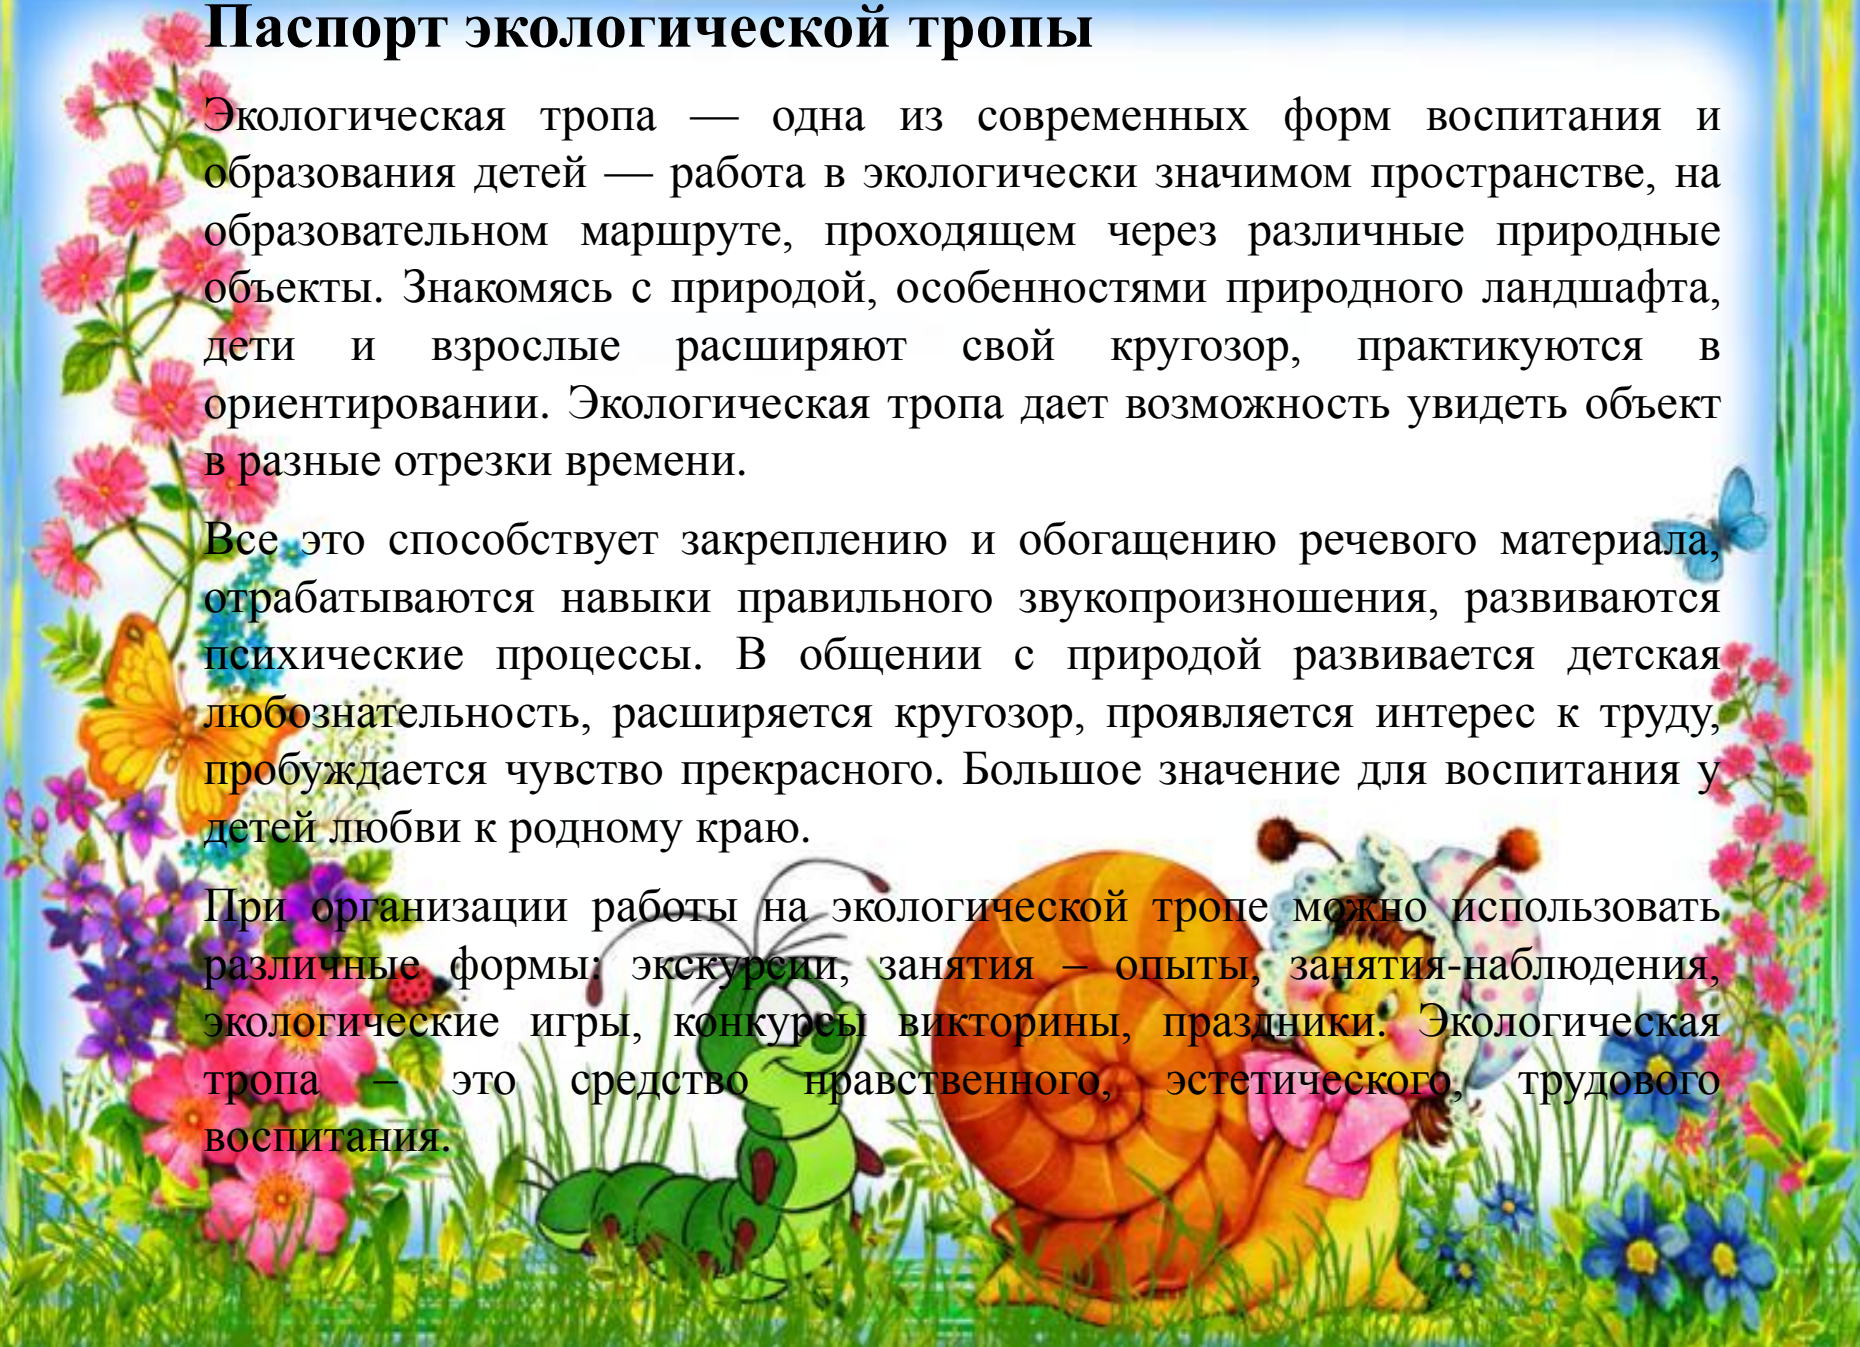 Паспорт экологической тропы
Экологическая тропа — одна из современных форм воспитания и
образования детей — работа в экологически значимом пространстве, на
образовательном маршруте, проходящем через различные природные
объекты. Знакомясь с природой, особенностями природного ландшафта,
дети и взрослые расширяют свой кругозор, практикуются в
ориентировании. Экологическая тропа дает возможность увидеть объект
в разные отрезки времени.
Все это способствует закреплению и обогащению речевого материала,
отрабатываются навыки правильного звукопроизношения, развиваются
психические процессы. В общении с природой развивается детская
любознательность, расширяется кругозор, проявляется интерес к труду,
пробуждается чувство прекрасного. Большое значение для воспитания у
детей любви к родному краю.
При организации работы на экологической тропе можно использовать
различные формы: экскурсии, занятия – опыты, занятия-наблюдения,
экологические игры, конкурсы викторины, праздники. Экологическая
тропа – это средство нравственного, эстетического, трудового
воспитания.